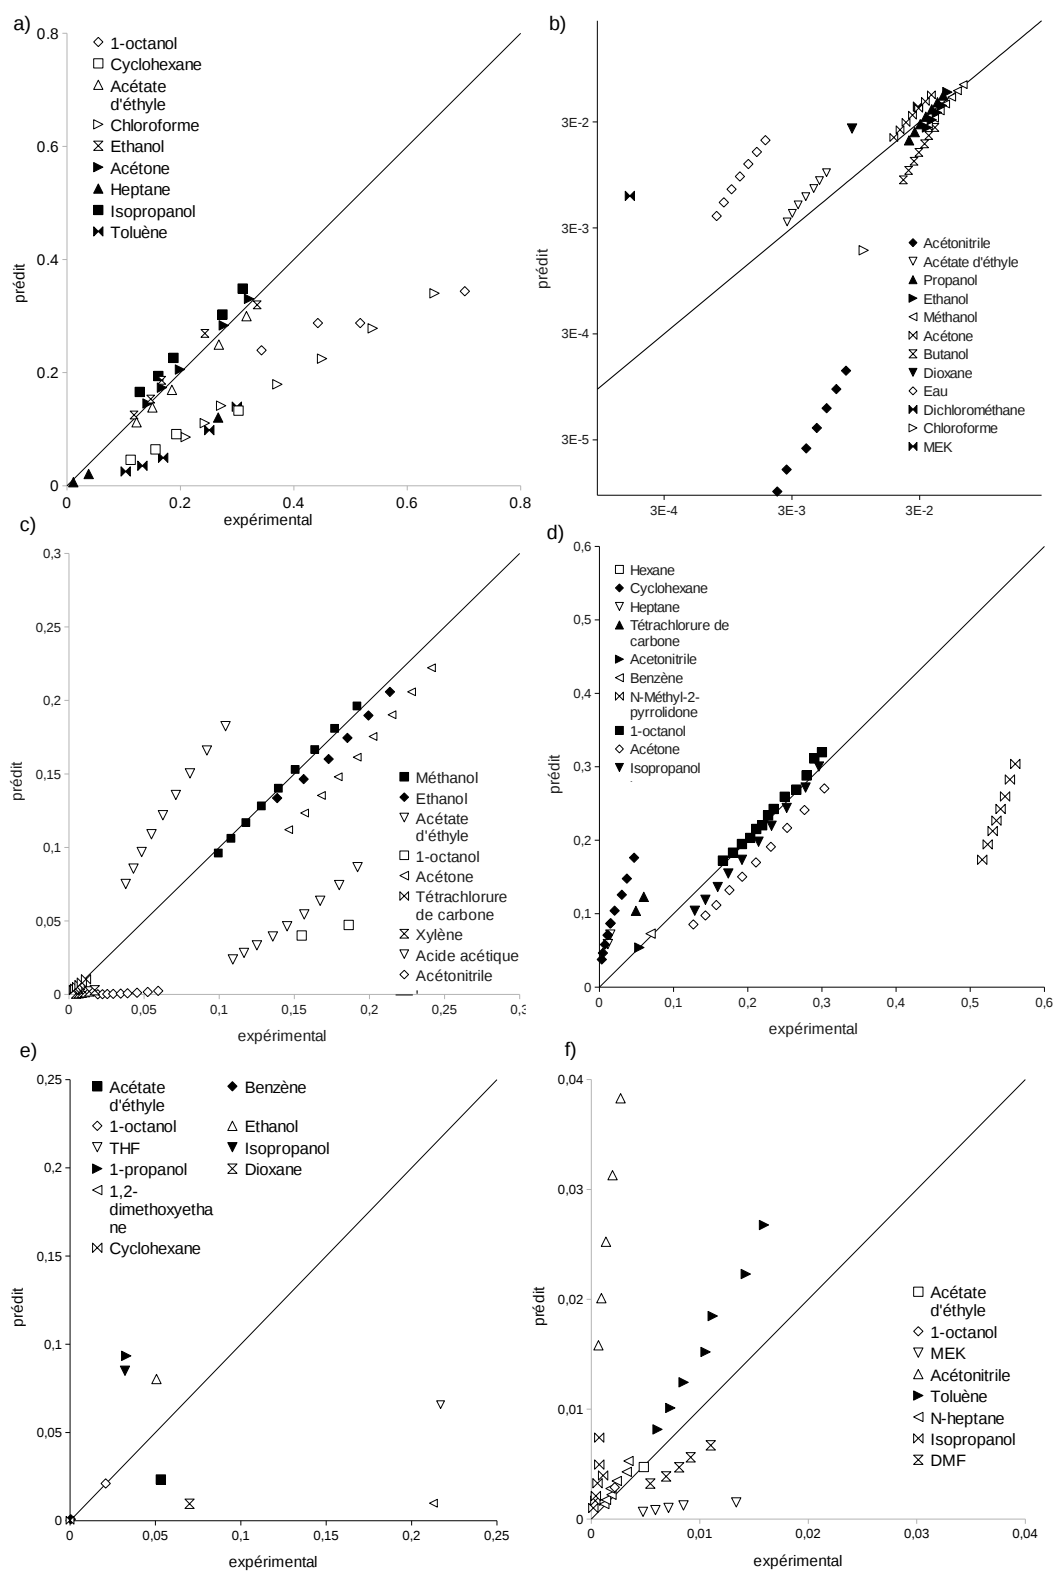 a)
0.8
0.6
0.4
0.2
0
prédit
1-octanol
Cyclohexane
Acétate
d'éthyle
Chloroforme
Ethanol
Acétone
Heptane
Isopropanol
Toluène
0
0.2
0.4
0.6
0.8
expérimental
b)
3E-2
3E-3
3E-4
3E-5
prédit
Acétonitrile
Acétate d'éthyle
Propanol
Ethanol
Méthanol
Acétone
Butanol
Dioxane
Eau
Dichlorométhane
Chloroforme
MEK
3E-4
3E-3
3E-2
c)
0,3
0,2
0,15
0,1
0,05
0
prédit
Méthanol
Ethanol
Acétate
d'éthyle
1-octanol
Acétone
Tétrachlorure
de carbone
Xylène
Acide acétique
Acétonitrile
0
0,05
0,1
0,15
0,2
0,25
expérimental
d)
0,6
0,5
0,4
0,3
0,2
0,1
0
prédit
Hexane
Cyclohexane
Heptane
Tétrachlorure de
carbone
Acetonitrile
Benzène
N-Méthyl-2-
pyrrolidone
1-octanol
Acétone
Isopropanol
0
0,1
0,2
0,3
0,4
0,5
0,6
expérimental
e)
0,25
0,2
0,15
0,1
0,05
0
prédit
Acétate
d'éthyle
Benzène
1-octanol
Ethanol
THF
Isopropanol
1-propanol
Dioxane
1,2-
dimethoxyetha
ne
Cyclohexane
0
0,05
0,1
0,15
0,2
0,25
expérimental
f)
0,04
0,03
0,02
0,01
0
prédit
Acétate
d'éthyle
1-octanol
MEK
Acétonitrile
Toluène
N-heptane
Isopropanol
DMF
0
0,01
0,02
0,03
0,04
expérimental